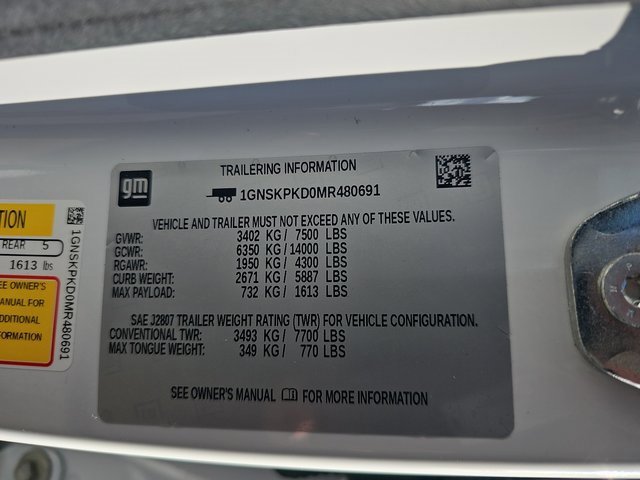 TION
REAR 5
1613 lbs
EE OWNER'S
MANUAL FOR
ADDITIONAL
FORMATION
1GNSKPKD0MR480691
gm
TRAILERING INFORMATION
1GNSKPKD0MR480691
VEHICLE AND TRAILER MUST NOT EXCEED ANY OF THESE VALUES.
GVWR: 3402 KG / 7500 LBS
GCWR: 6350 KG / 14000 LBS
RGAWR: 1950 KG / 4300 LBS
CURB WEIGHT: 2671 KG / 5887 LBS
MAX PAYLOAD: 732 KG / 1613 LBS
SAE J2807 TRAILER WEIGHT RATING (TWR) FOR VEHICLE CONFIGURATION.
CONVENTIONAL TWR: 3493 KG / 7700 LBS
MAX TONGUE WEIGHT: 349 KG / 770 LBS
SEE OWNER'S MANUAL FOR MORE INFORMATION